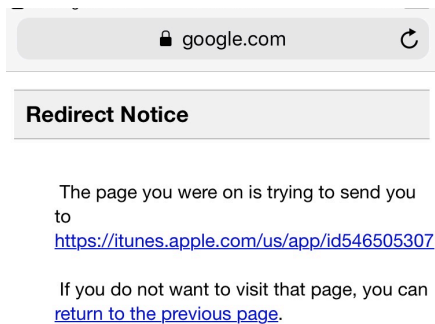 google.com
Redirect Notice
The page you were on is trying to send you
to
https://itunes.apple.com/us/app/id546505307
If you do not want to visit that page, you can
return to the previous page.